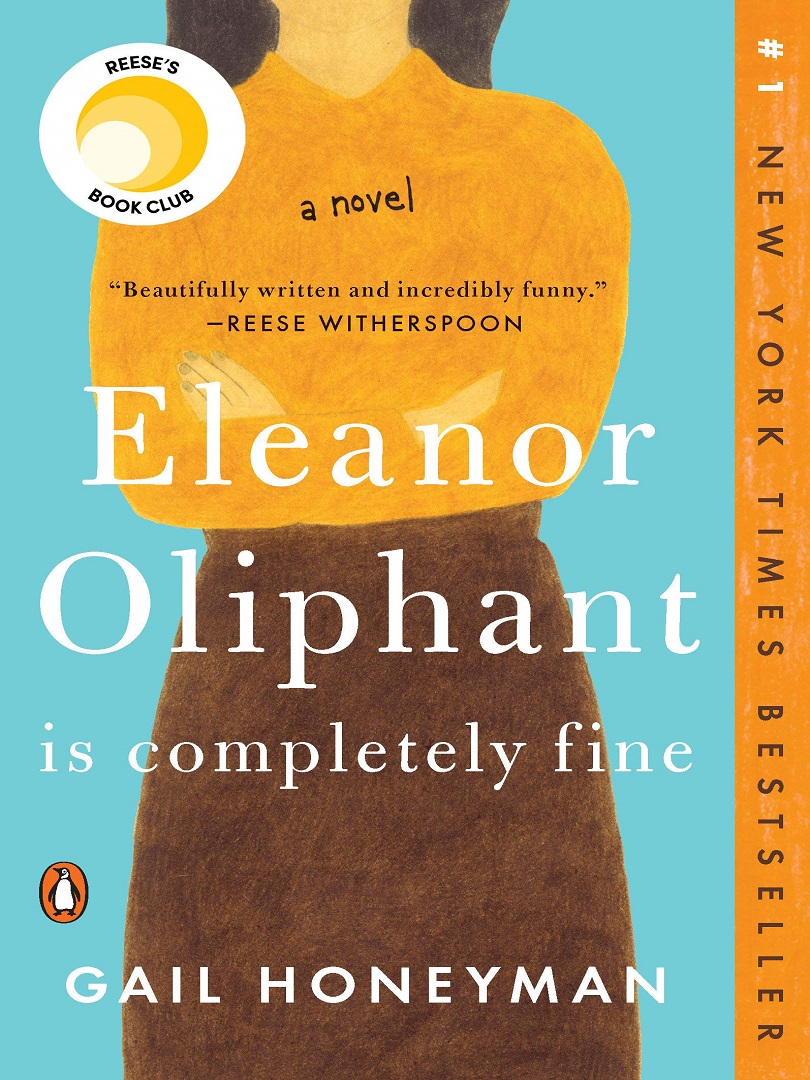 REESE'S
BOOK CLUB
a novel
“Beautifully written and incredibly funny.”
—REESE WITHERSPOON
Eleanor
Oliphant
is completely fine
GAIL HONEYMAN
#1 NEW YORK TIMES BESTSELLER